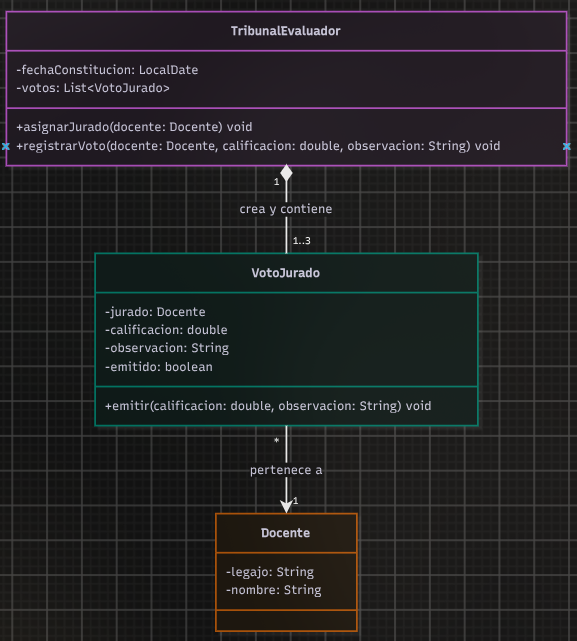 TribunalEvaluador
-fechaConstitucion: LocalDate
-votos: List<VotoJurado>
+asignarJurado(docente: Docente) void
+registrarVoto(docente: Docente, calificacion: double, observacion: String) void
1
crea y contiene
1..3
VotoJurado
-jurado: Docente
-calificacion: double
-observacion: String
-emitido: boolean
+emitir(calificacion: double, observacion: String) void
*
pertenece a
1
Docente
-legajo: String
-nombre: String